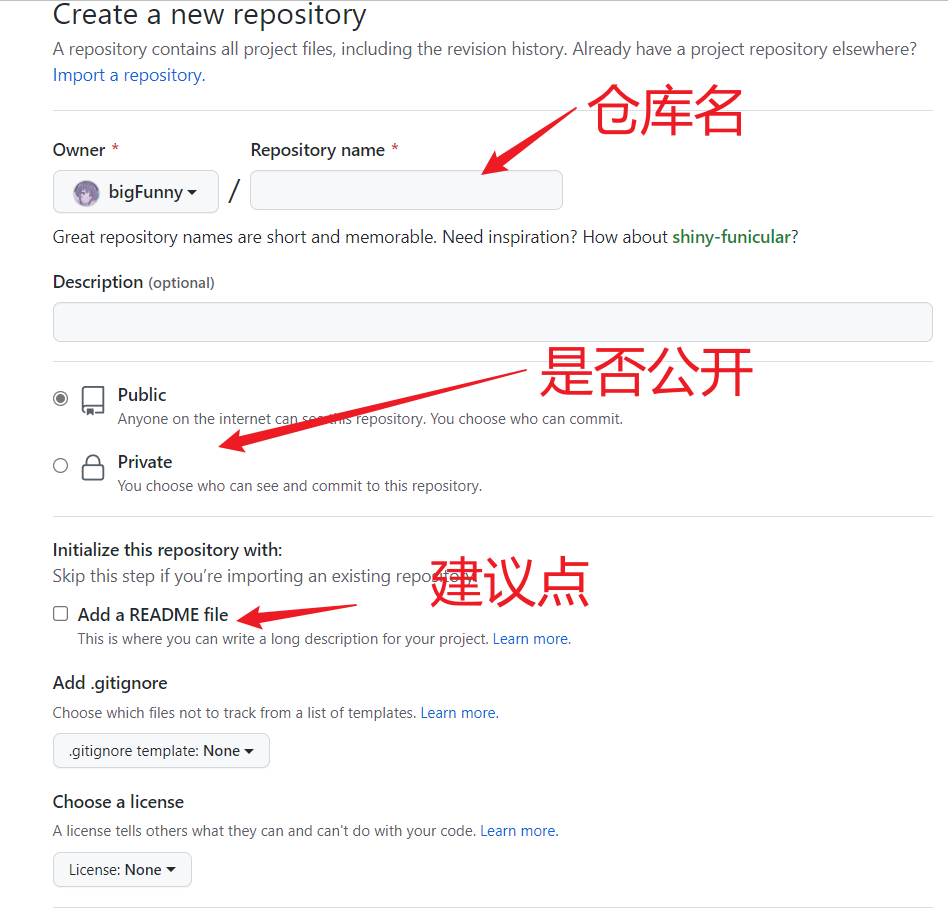 Create a new repository
A repository contains all project files, including the revision history. Already have a project repository elsewhere?
Import a repository.
仓库名
Owner *
Repository name *
bigFunny
/
Great repository names are short and memorable. Need inspiration? How about shiny-funicular?
Description (optional)
是否公开
Public
Anyone on the internet can see this repository. You choose who can commit.
Private
You choose who can see and commit to this repository.
Initialize this repository with:
Skip this step if you’re importing an existing repository.
建议点
Add a README file
This is where you can write a long description for your project. Learn more.
Add .gitignore
Choose which files not to track from a list of templates. Learn more.
.gitignore template: None
Choose a license
A license tells others what they can and can't do with your code. Learn more.
License: None